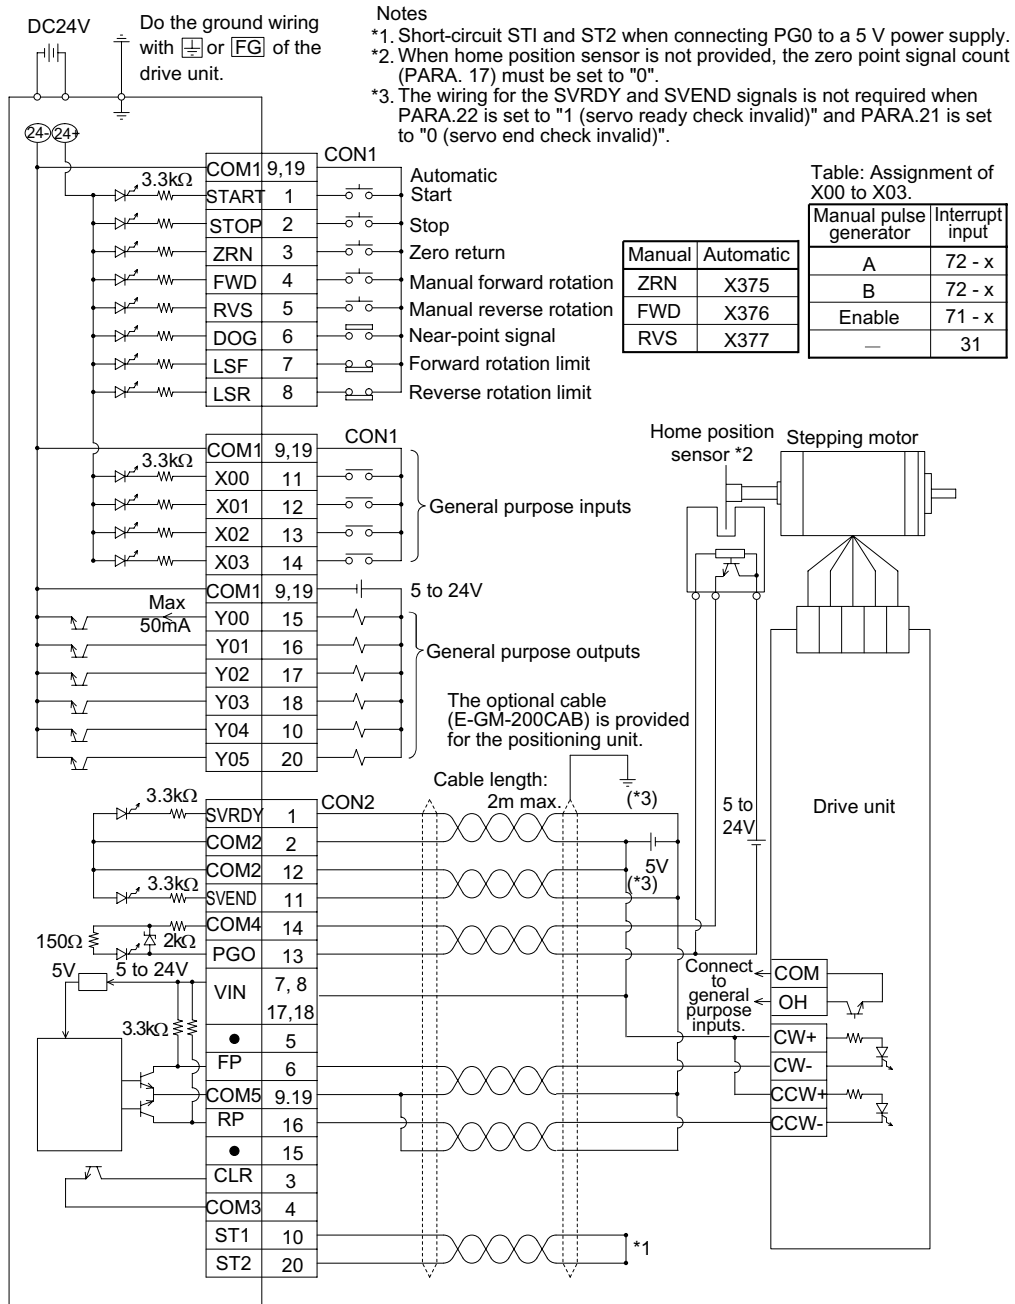 DC24V
Do the ground wiring
with ⏚ or FG of the
drive unit.
Notes
*1. Short-circuit STI and ST2 when connecting PG0 to a 5 V power supply.
*2. When home position sensor is not provided, the zero point signal count
(PARA. 17) must be set to "0".
*3. The wiring for the SVRDY and SVEND signals is not required when
PARA.22 is set to "1 (servo ready check invalid)" and PARA.21 is set
to "0 (servo end check invalid)".
24- 24+
CON1
COM1 9,19 Automatic
3.3kΩ
START 1 Start
STOP 2 Stop
ZRN 3 Zero return
FWD 4 Manual forward rotation
RVS 5 Manual reverse rotation
DOG 6 Near-point signal
LSF 7 Forward rotation limit
LSR 8 Reverse rotation limit
Manual Automatic
ZRN X375
FWD X376
RVS X377
Table: Assignment of
X00 to X03.
Manual pulse generator Interrupt input
A 72 - x
B 72 - x
Enable 71 - x
— 31
CON1
COM1 9,19
3.3kΩ
X00 11
X01 12
X02 13
X03 14
General purpose inputs
COM1 9,19 5 to 24V
Max
50mA
Y00 15
Y01 16
Y02 17
Y03 18
Y04 10
Y05 20
General purpose outputs
Home position
sensor *2
Stepping motor
The optional cable
(E-GM-200CAB) is provided
for the positioning unit.
Cable length:
2m max.
(*3)
5 to
24V
Drive unit
CON2
3.3kΩ
SVRDY 1
COM2 2
5V
COM2 12
(*3)
3.3kΩ
SVEND 11
COM4 14
150Ω 2kΩ
PGO 13
5V 5 to 24V
VIN 7, 8
17,18
3.3kΩ
● 5
FP 6
COM5 9.19
RP 16
● 15
CLR 3
COM3 4
ST1 10
ST2 20
*1
Connect
to
general
purpose
inputs.
COM
OH
CW+
CW-
CCW+
CCW-